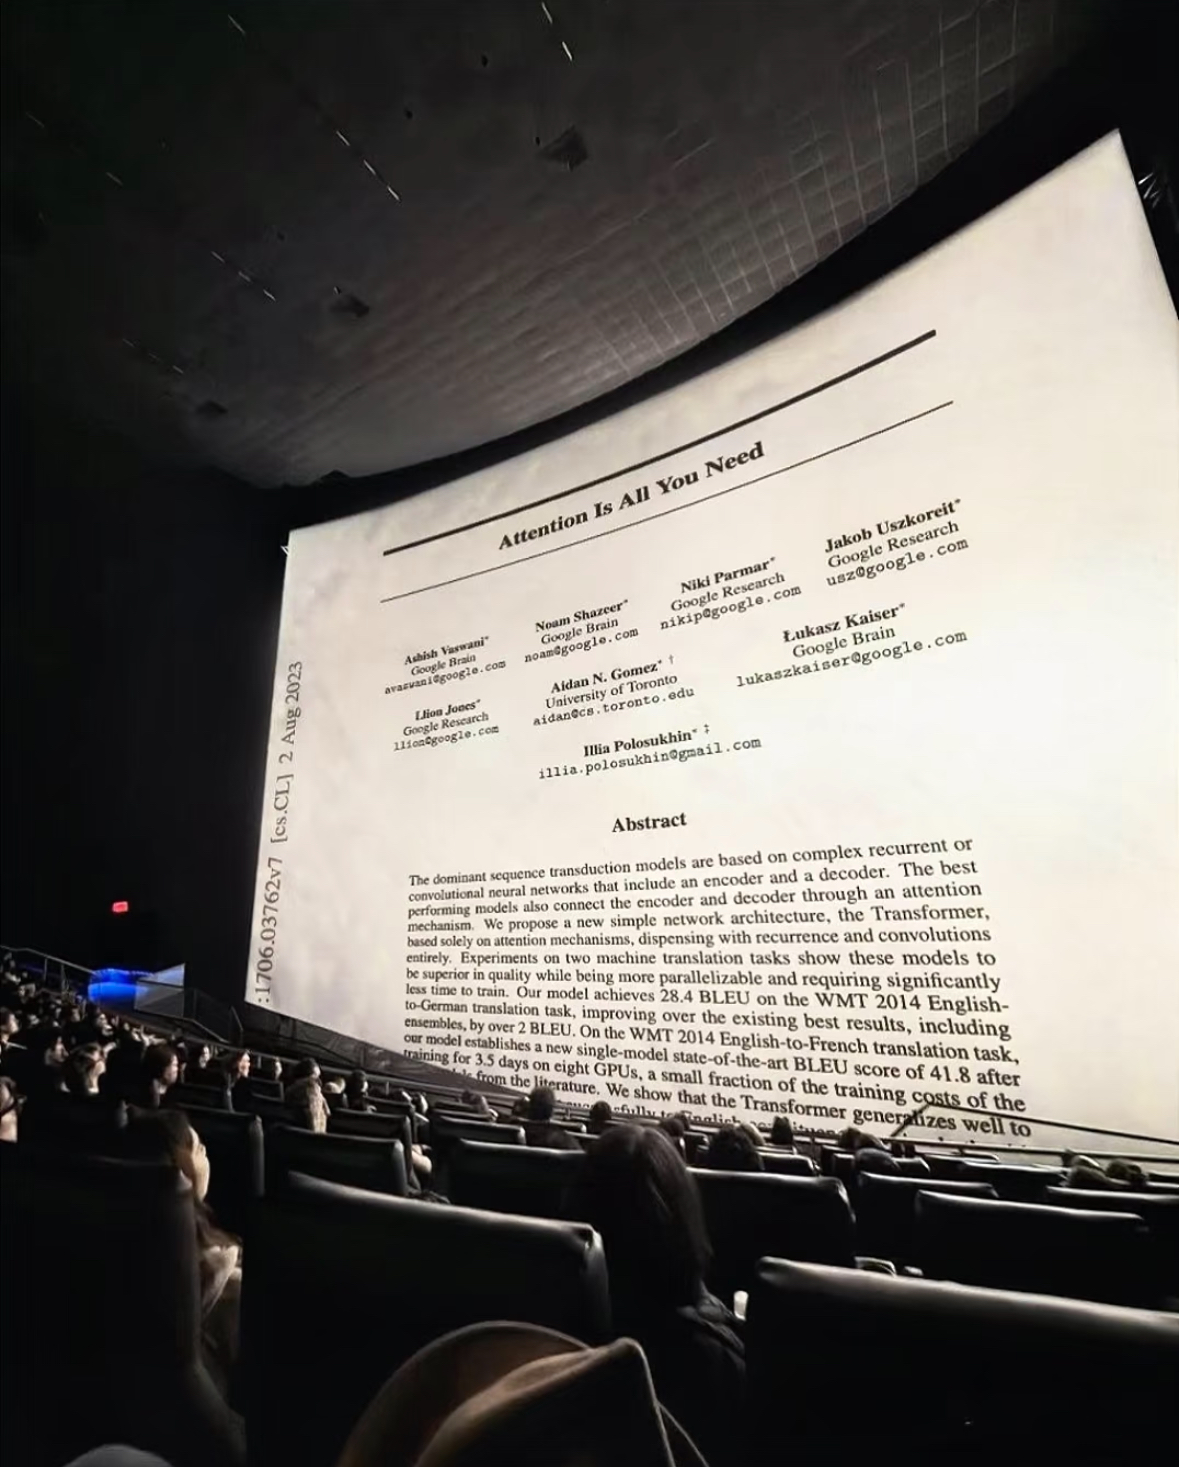 Attention Is All You Need
Ashish Vaswani*
Google Brain
avaswani@google.com
Noam Shazeer*
Google Brain
noam@google.com
Niki Parmar*
Google Research
nikip@google.com
Jakob Uszkoreit*
Google Research
usz@google.com
Llion Jones*
Google Research
llion@google.com
Aidan N. Gomez* †
University of Toronto
aidan@cs.toronto.edu
Łukasz Kaiser*
Google Brain
lukaszkaiser@google.com
Illia Polosukhin* ‡
illia.polosukhin@gmail.com
:1706.03762v7 [cs.CL] 2 Aug 2023
Abstract
The dominant sequence transduction models are based on complex recurrent or
convolutional neural networks that include an encoder and a decoder. The best
performing models also connect the encoder and decoder through an attention
mechanism. We propose a new simple network architecture, the Transformer,
based solely on attention mechanisms, dispensing with recurrence and convolutions
entirely. Experiments on two machine translation tasks show these models to
be superior in quality while being more parallelizable and requiring significantly
less time to train. Our model achieves 28.4 BLEU on the WMT 2014 English-
to-German translation task, improving over the existing best results, including
ensembles, by over 2 BLEU. On the WMT 2014 English-to-French translation task,
our model establishes a new single-model state-of-the-art BLEU score of 41.8 after
training for 3.5 days on eight GPUs, a small fraction of the training costs of the
from the literature. We show that the Transformer generalizes well to